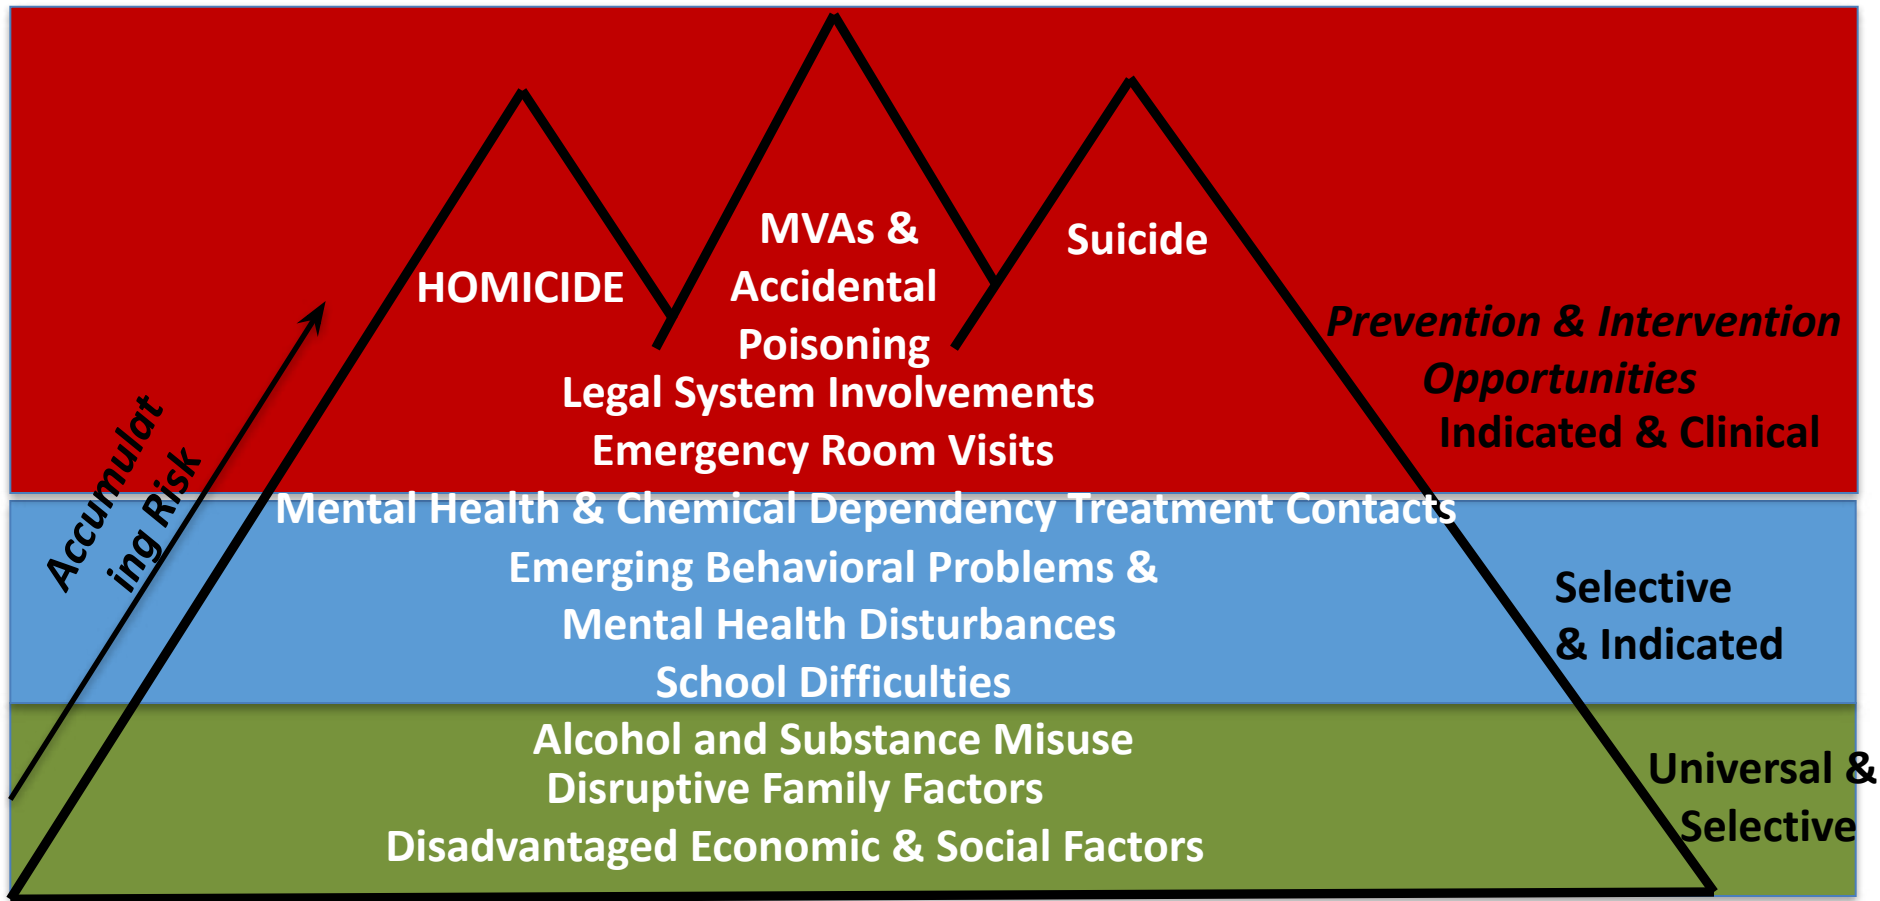 MVAs &
Accidental
Poisoning
Suicide
HOMICIDE
Prevention & Intervention
Opportunities
Indicated & Clinical
Legal System Involvements
Emergency Room Visits
Accumulat
ing Risk
Mental Health & Chemical Dependency Treatment Contacts
Emerging Behavioral Problems &
Mental Health Disturbances
School Difficulties
Selective
& Indicated
Alcohol and Substance Misuse
Disruptive Family Factors
Disadvantaged Economic & Social Factors
Universal &
Selective